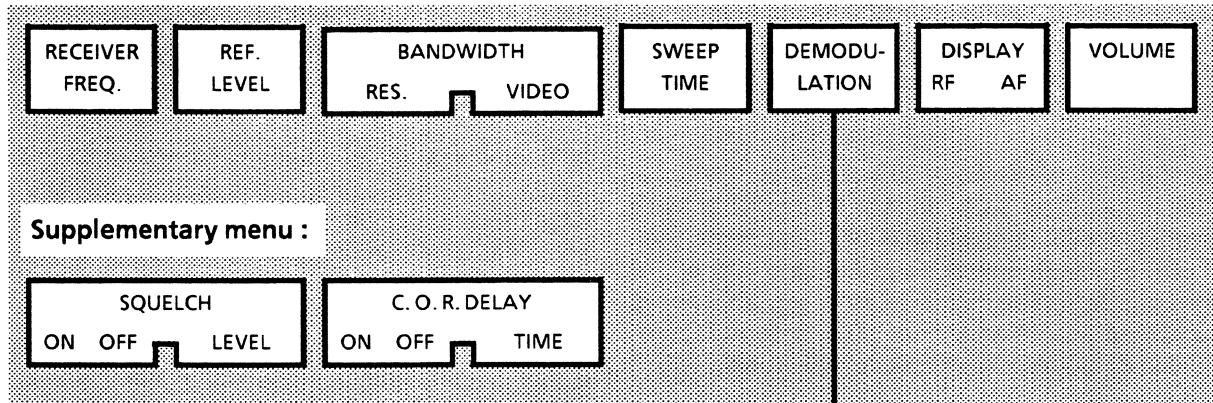 RECEIVER
FREQ.
REF.
LEVEL
BANDWIDTH
RES. VIDEO
SWEEP
TIME
DEMODU-
LATION
DISPLAY
RF AF
VOLUME
Supplementary menu :
SQUELCH
ON OFF LEVEL
C. O. R. DELAY
ON OFF TIME